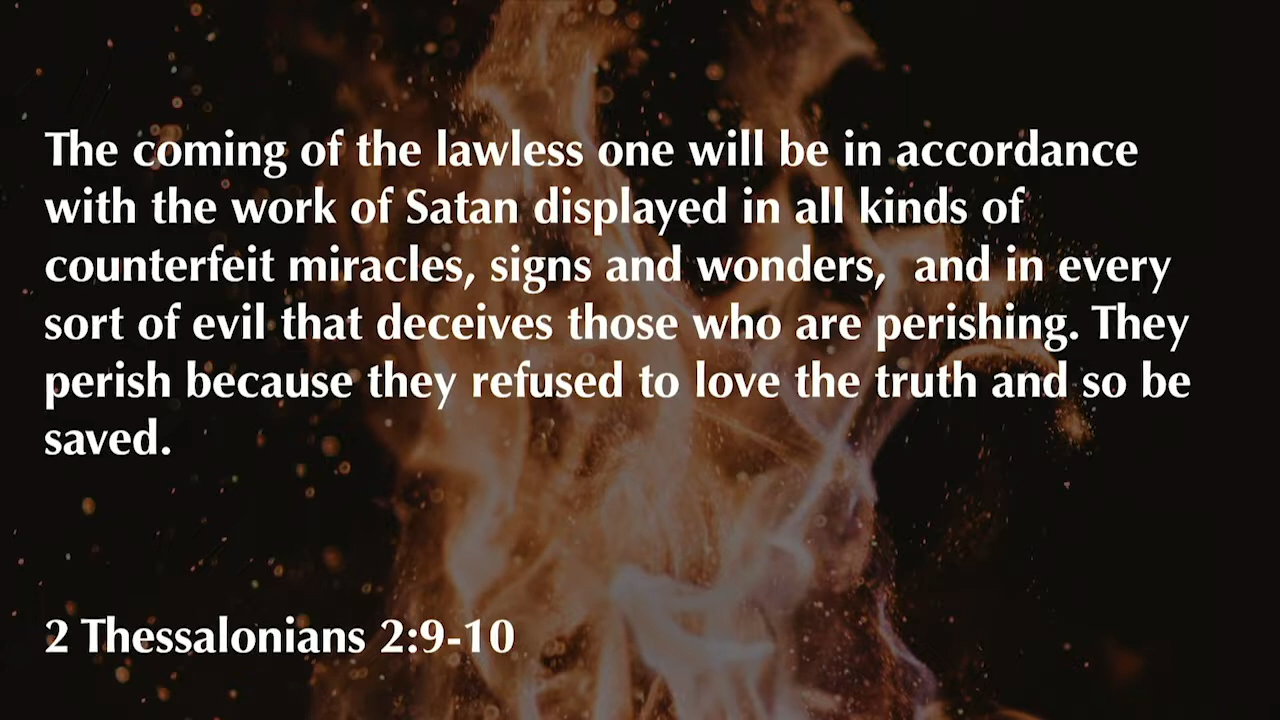 The coming of the lawless one will be in accordance
with the work of Satan displayed in all kinds of
counterfeit miracles, signs and wonders,  and in every
sort of evil that deceives those who are perishing. They
perish because they refused to love the truth and so be
saved.
2 Thessalonians 2:9-10